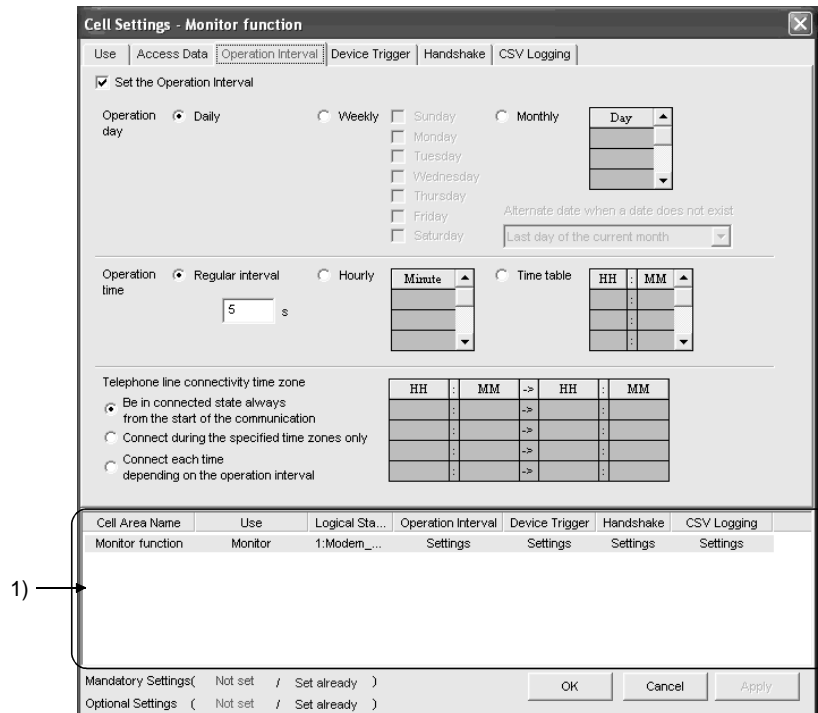 Cell Settings - Monitor function
Use Access Data Operation Interval Device Trigger Handshake CSV Logging
Set the Operation Interval
Operation day Daily Weekly Sunday Monthly Day
Monday
Tuesday
Wednesday
Thursday
Friday Alternate date when a date does not exist
Saturday Last day of the current month
Operation time Regular interval Hourly Minute Time table HH : MM
5 s :
:
:
Telephone line connectivity time zone
HH : MM -> HH : MM
Be in connected state always : -> :
from the start of the communication
Connect during the specified time zones only : -> :
Connect each time : -> :
depending on the operation interval : -> :
Cell Area Name Use Logical Sta... Operation Interval Device Trigger Handshake CSV Logging
Monitor function Monitor 1:Modem_... Settings Settings Settings Settings
1)
Mandatory Settings( Not set / Set already ) OK Cancel Apply
Optional Settings ( Not set / Set already )